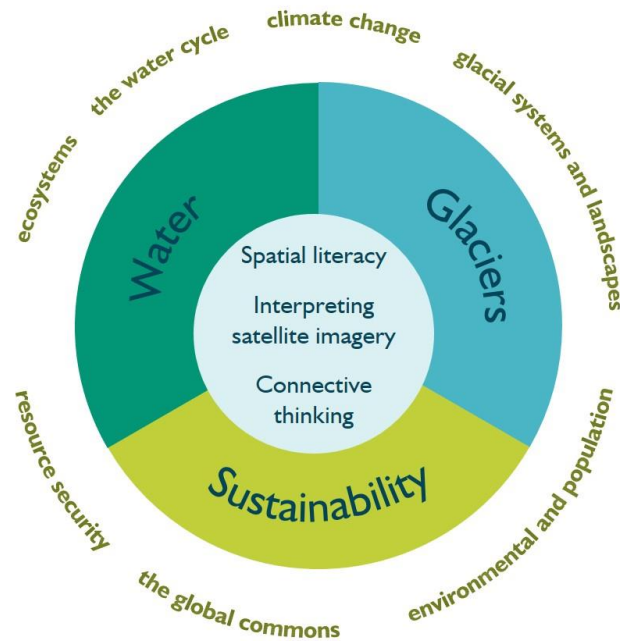 climate change
the water cycle
glacial systems and landscapes
ecosystems
Water
Glaciers
Spatial literacy
Interpreting
satellite imagery
Connective
thinking
Sustainability
resource security
environmental and population
the global commons